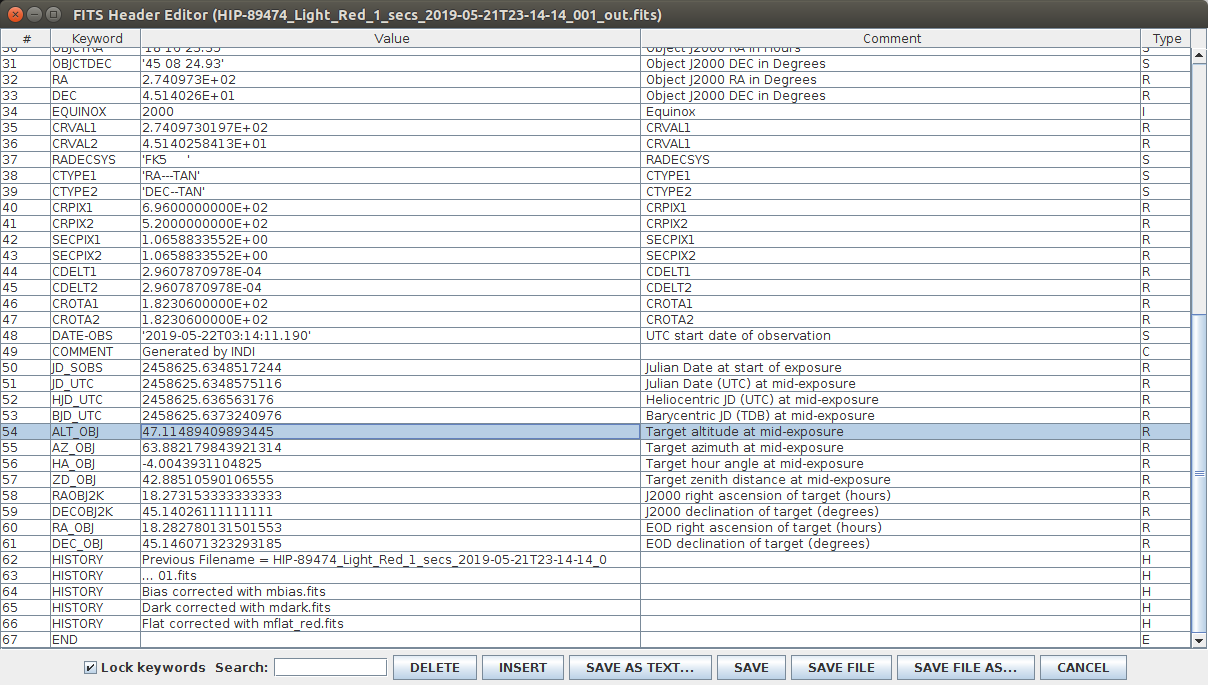 FITS Header Editor (HIP-89474_Light_Red_1_secs_2019-05-21T23-14-14_001_out.fits)
# Keyword Value Comment Type
30 OBJCTRA '18 16 23.35' Object J2000 RA in Hours S
31 OBJCTDEC '45 08 24.93' Object J2000 DEC in Degrees S
32 RA 2.740973E+02 Object J2000 RA in Degrees R
33 DEC 4.514026E+01 Object J2000 DEC in Degrees R
34 EQUINOX 2000 Equinox I
35 CRVAL1 2.7409730197E+02 CRVAL1 R
36 CRVAL2 4.5140258413E+01 CRVAL1 R
37 RADECSYS 'FK5 ' RADECSYS S
38 CTYPE1 'RA---TAN' CTYPE1 S
39 CTYPE2 'DEC--TAN' CTYPE2 S
40 CRPIX1 6.9600000000E+02 CRPIX1 R
41 CRPIX2 5.2000000000E+02 CRPIX2 R
42 SECPIX1 1.0658833552E+00 SECPIX1 R
43 SECPIX2 1.0658833552E+00 SECPIX2 R
44 CDELT1 2.9607870978E-04 CDELT1 R
45 CDELT2 2.9607870978E-04 CDELT2 R
46 CROTA1 1.8230600000E+02 CROTA1 R
47 CROTA2 1.8230600000E+02 CROTA2 R
48 DATE-OBS '2019-05-22T03:14:11.190' UTC start date of observation S
49 COMMENT Generated by INDI C
50 JD_SOBS 2458625.6348517244 Julian Date at start of exposure R
51 JD_UTC 2458625.6348575116 Julian Date (UTC) at mid-exposure R
52 HJD_UTC 2458625.636563176 Heliocentric JD (UTC) at mid-exposure R
53 BJD_UTC 2458625.6373240976 Barycentric JD (TDB) at mid-exposure R
54 ALT_OBJ 47.11489409893445 Target altitude at mid-exposure R
55 AZ_OBJ 63.882179843921314 Target azimuth at mid-exposure R
56 HA_OBJ -4.0043931104825 Target hour angle at mid-exposure R
57 ZD_OBJ 42.88510590106555 Target zenith distance at mid-exposure R
58 RAOBJ2K 18.273153333333333 J2000 right ascension of target (hours) R
59 DECOBJ2K 45.14026111111111 J2000 declination of target (degrees) R
60 RA_OBJ 18.282780131501553 EOD right ascension of target (hours) R
61 DEC_OBJ 45.146071323293185 EOD declination of target (degrees) R
62 HISTORY Previous Filename = HIP-89474_Light_Red_1_secs_2019-05-21T23-14-14_0 H
63 HISTORY ... 01.fits H
64 HISTORY Bias corrected with mbias.fits H
65 HISTORY Dark corrected with mdark.fits H
66 HISTORY Flat corrected with mflat_red.fits H
67 END E
Lock keywords Search: DELETE INSERT SAVE AS TEXT... SAVE SAVE FILE SAVE FILE AS... CANCEL